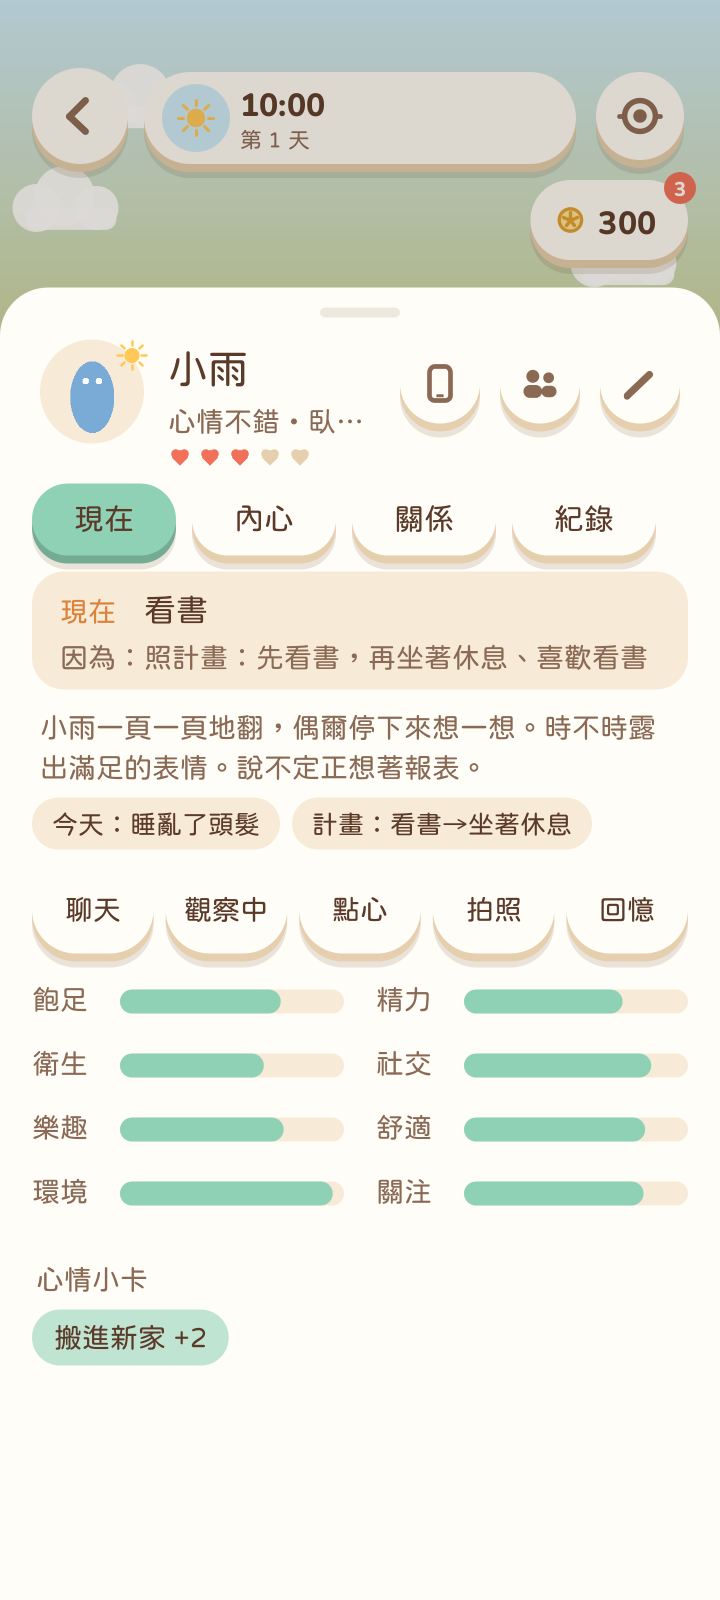 10:00
第 1 天
3
300
小雨
心情不錯・臥…
現在
內心
關係
紀錄
現在 看書
因為：照計畫：先看書，再坐著休息、喜歡看書
小雨一頁一頁地翻，偶爾停下來想一想。時不時露
出滿足的表情。說不定正想著報表。
今天：睡亂了頭髮
計畫：看書→坐著休息
聊天
觀察中
點心
拍照
回憶
飽足
精力
衛生
社交
樂趣
舒適
環境
關注
心情小卡
搬進新家 +2